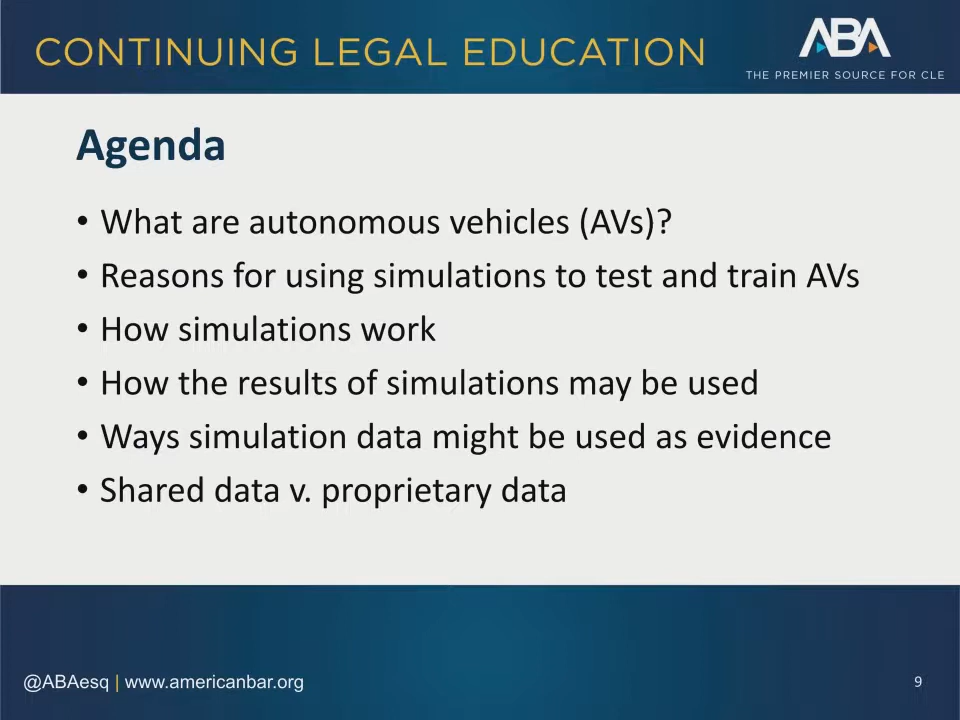 CONTINUING LEGAL EDUCATION
ABA
THE PREMIER SOURCE FOR CLE
Agenda
• What are autonomous vehicles (AVs)?
• Reasons for using simulations to test and train AVs
• How simulations work
• How the results of simulations may be used
• Ways simulation data might be used as evidence
• Shared data v. proprietary data
@ABAesq | www.americanbar.org
9